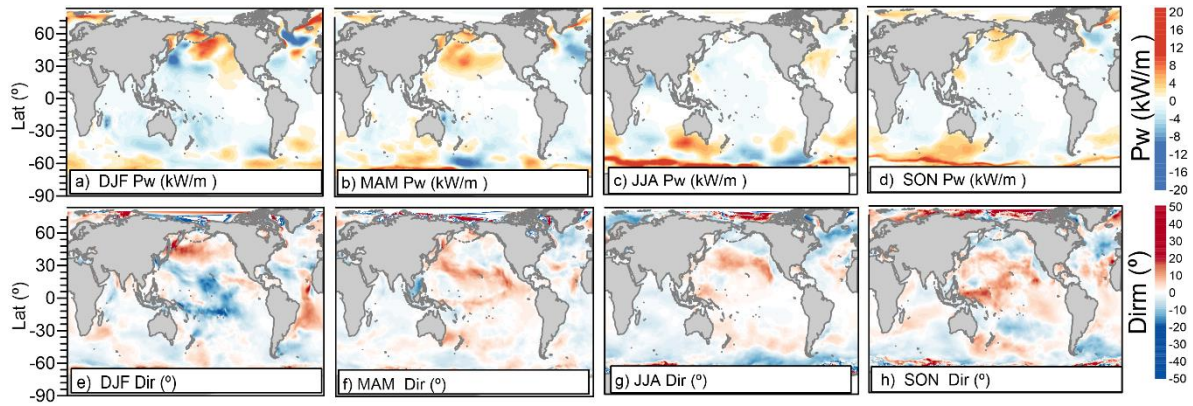 60
30
0
-30
-60
-90
Lat (º)
a) DJF Pw (kW/m )
b) MAM Pw (kW/m )
c) JJA Pw (kW/m )
d) SON Pw (kW/m )
20
16
12
8
4
0
-4
-8
-12
-16
-20
Pw (kW/m)
60
30
0
-30
-60
-90
Lat (º)
e) DJF Dir (º)
f) MAM Dir (º)
g) JJA Dir (º)
h) SON Dir (º)
50
40
30
20
10
0
-10
-20
-30
-40
-50
Dirm (º)